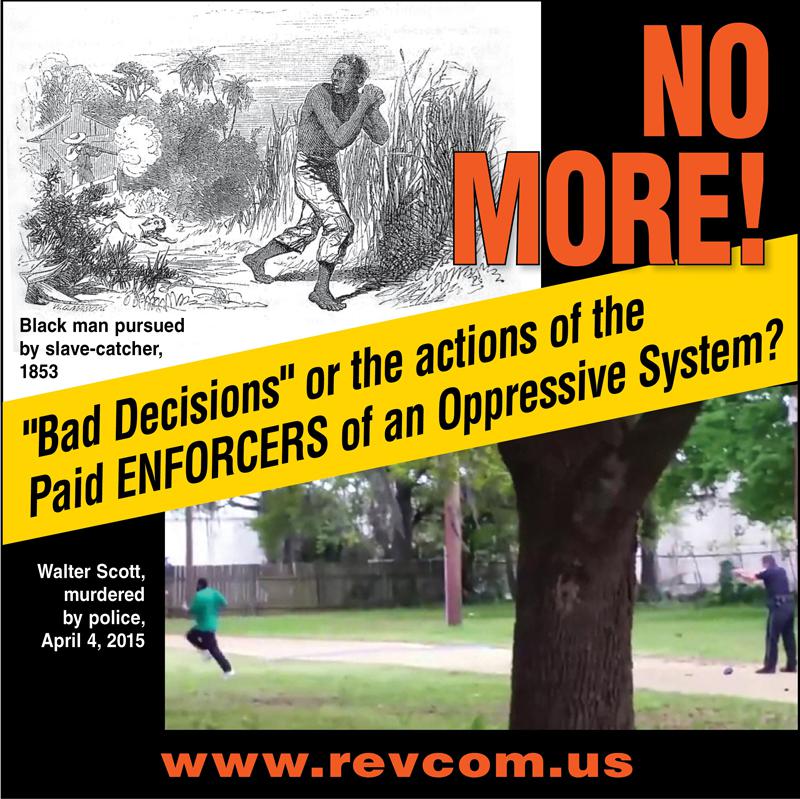 NO
MORE!
Black man pursued
by slave-catcher,
1853
"Bad Decisions" or the actions of the
Paid ENFORCERS of an Oppressive System?
Walter Scott,
murdered
by police,
April 4, 2015
www.revcom.us